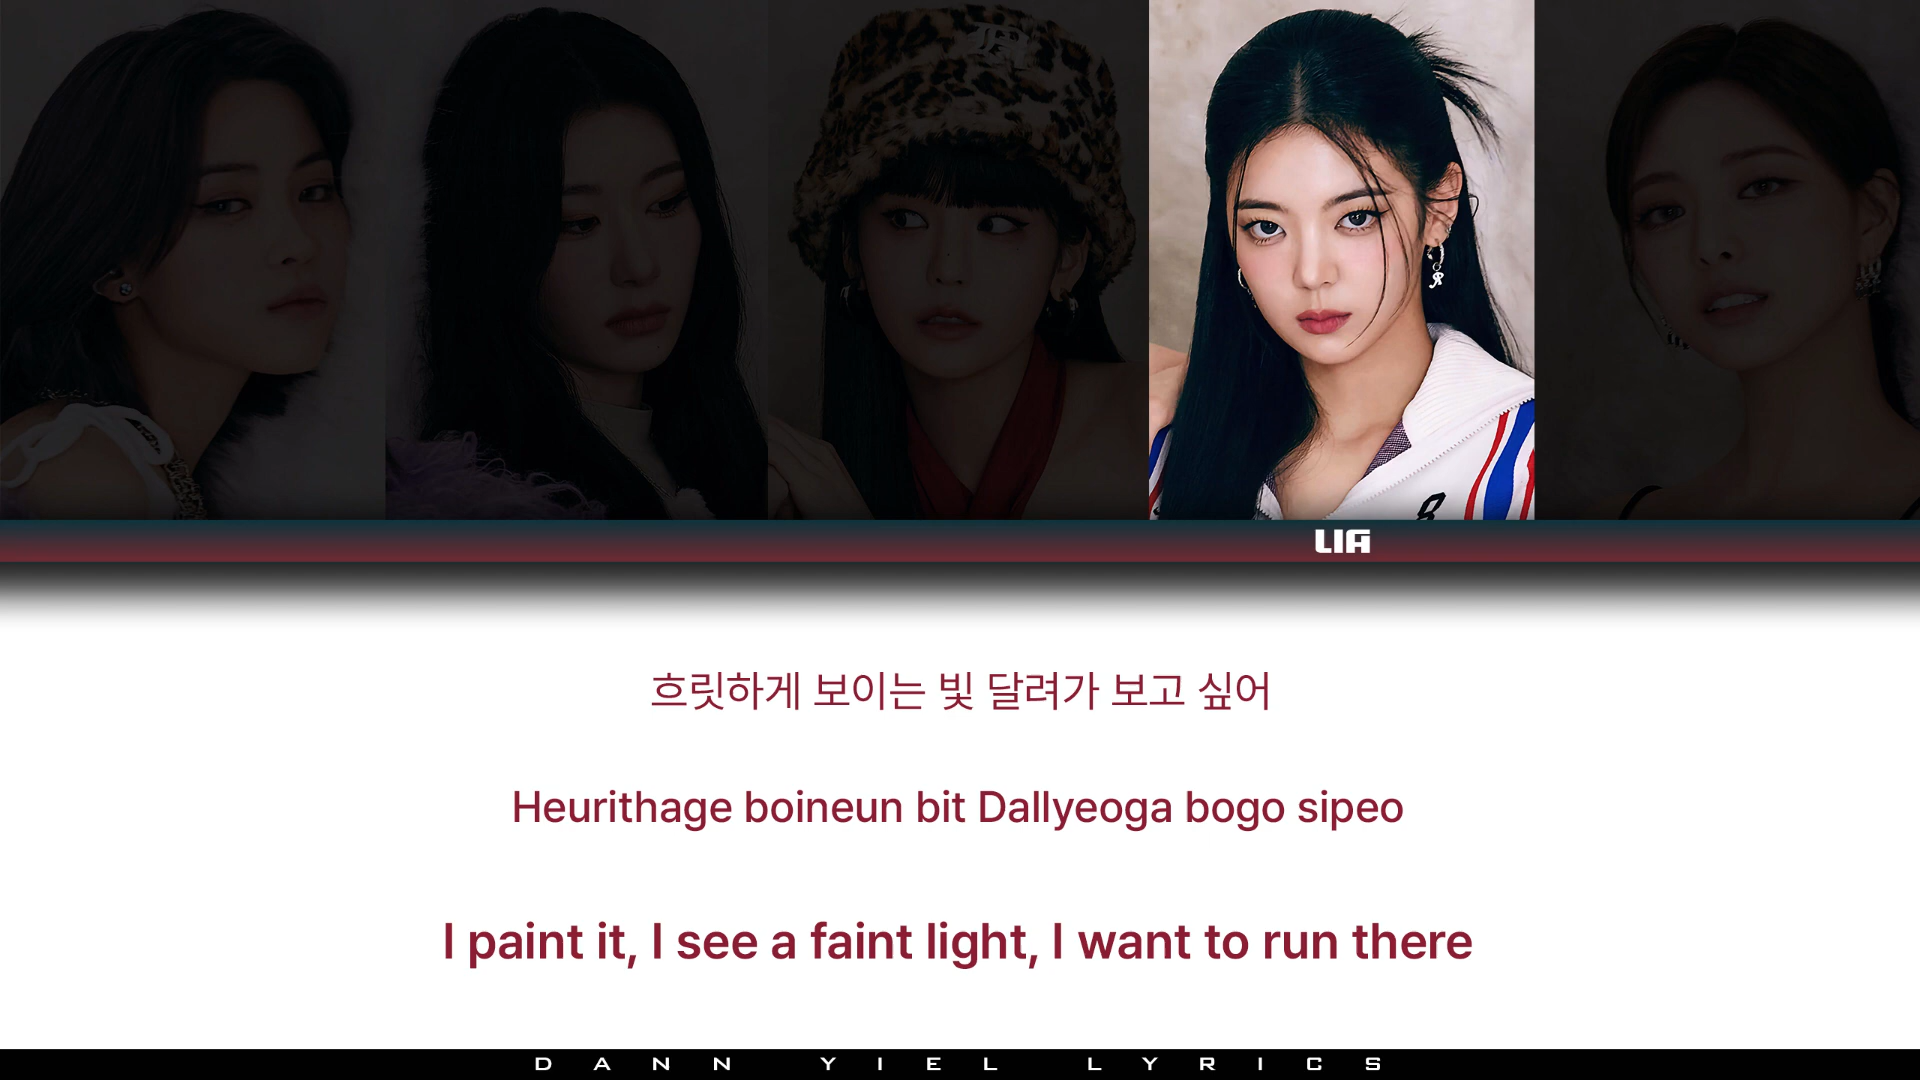 LIA
흐릿하게 보이는 빛 달려가 보고 싶어
Heurithage boineun bit Dallyeoga bogo sipeo
I paint it, I see a faint light, I want to run there
DANN YIEL LYRICS